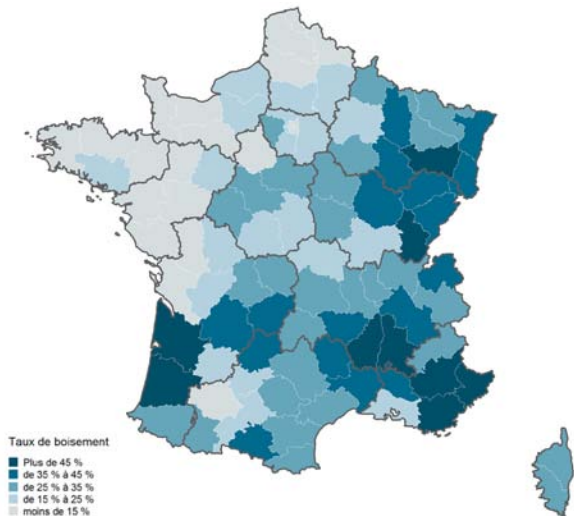 Taux de boisement
Plus de 45 %
de 35 % à 45 %
de 25 % à 35 %
de 15 % à 25 %
moins de 15 %